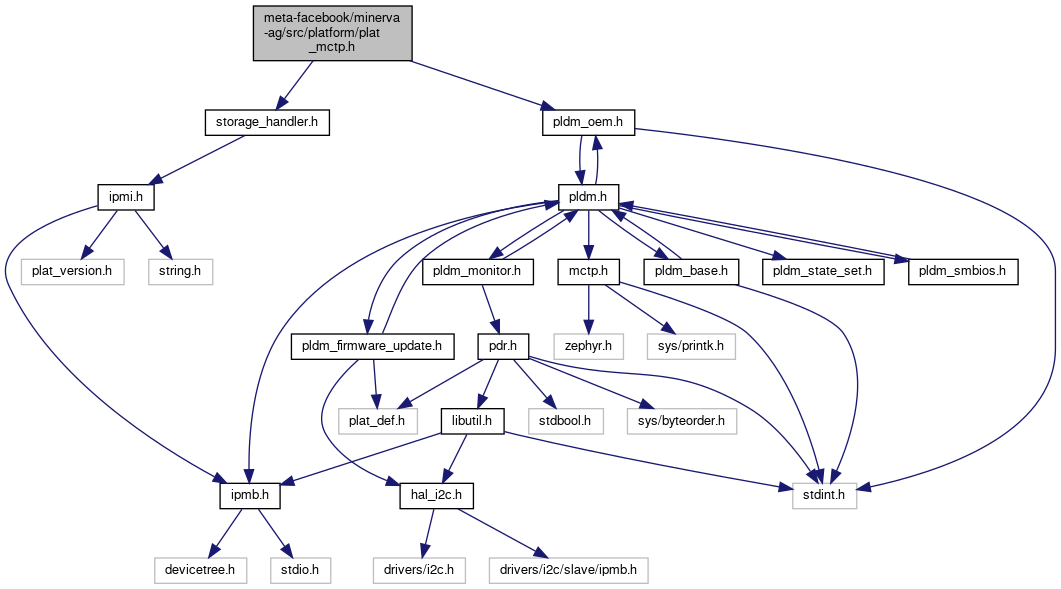 meta-facebook/minerva
-ag/src/platform/plat
_mctp.h
storage_handler.h
pldm_oem.h
ipmi.h
pldm.h
plat_version.h
string.h
pldm_monitor.h
mctp.h
pldm_base.h
pldm_state_set.h
pldm_smbios.h
pldm_firmware_update.h
pdr.h
zephyr.h
sys/printk.h
plat_def.h
libutil.h
stdbool.h
sys/byteorder.h
ipmb.h
hal_i2c.h
stdint.h
devicetree.h
stdio.h
drivers/i2c.h
drivers/i2c/slave/ipmb.h